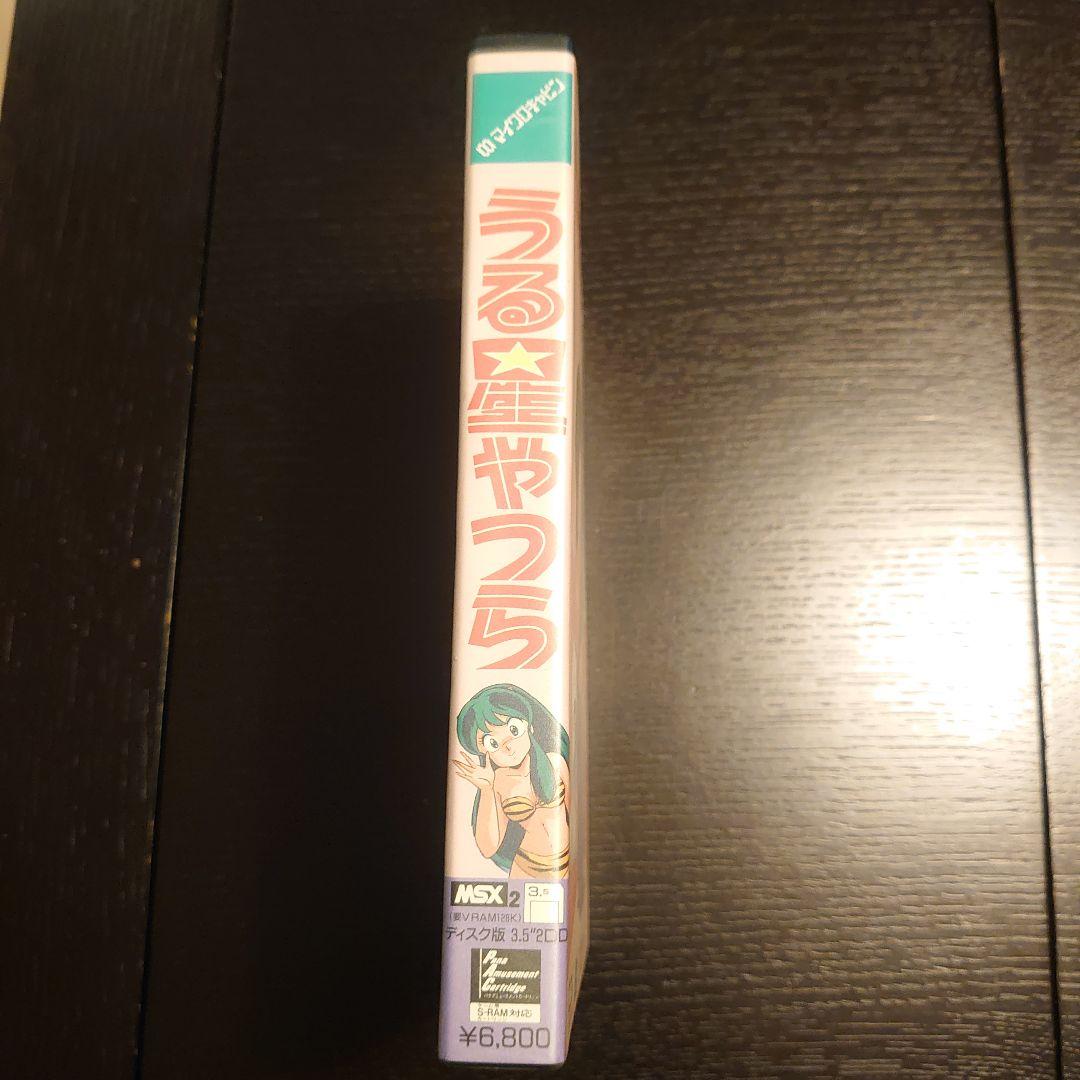 マイクロキャビン
うる星やつら
MSX2 3.5
(要VRAM128K)
ディスク版 3.5"2DD
Pana
Amusement
Cartridge
S-RAM対応
¥6,800